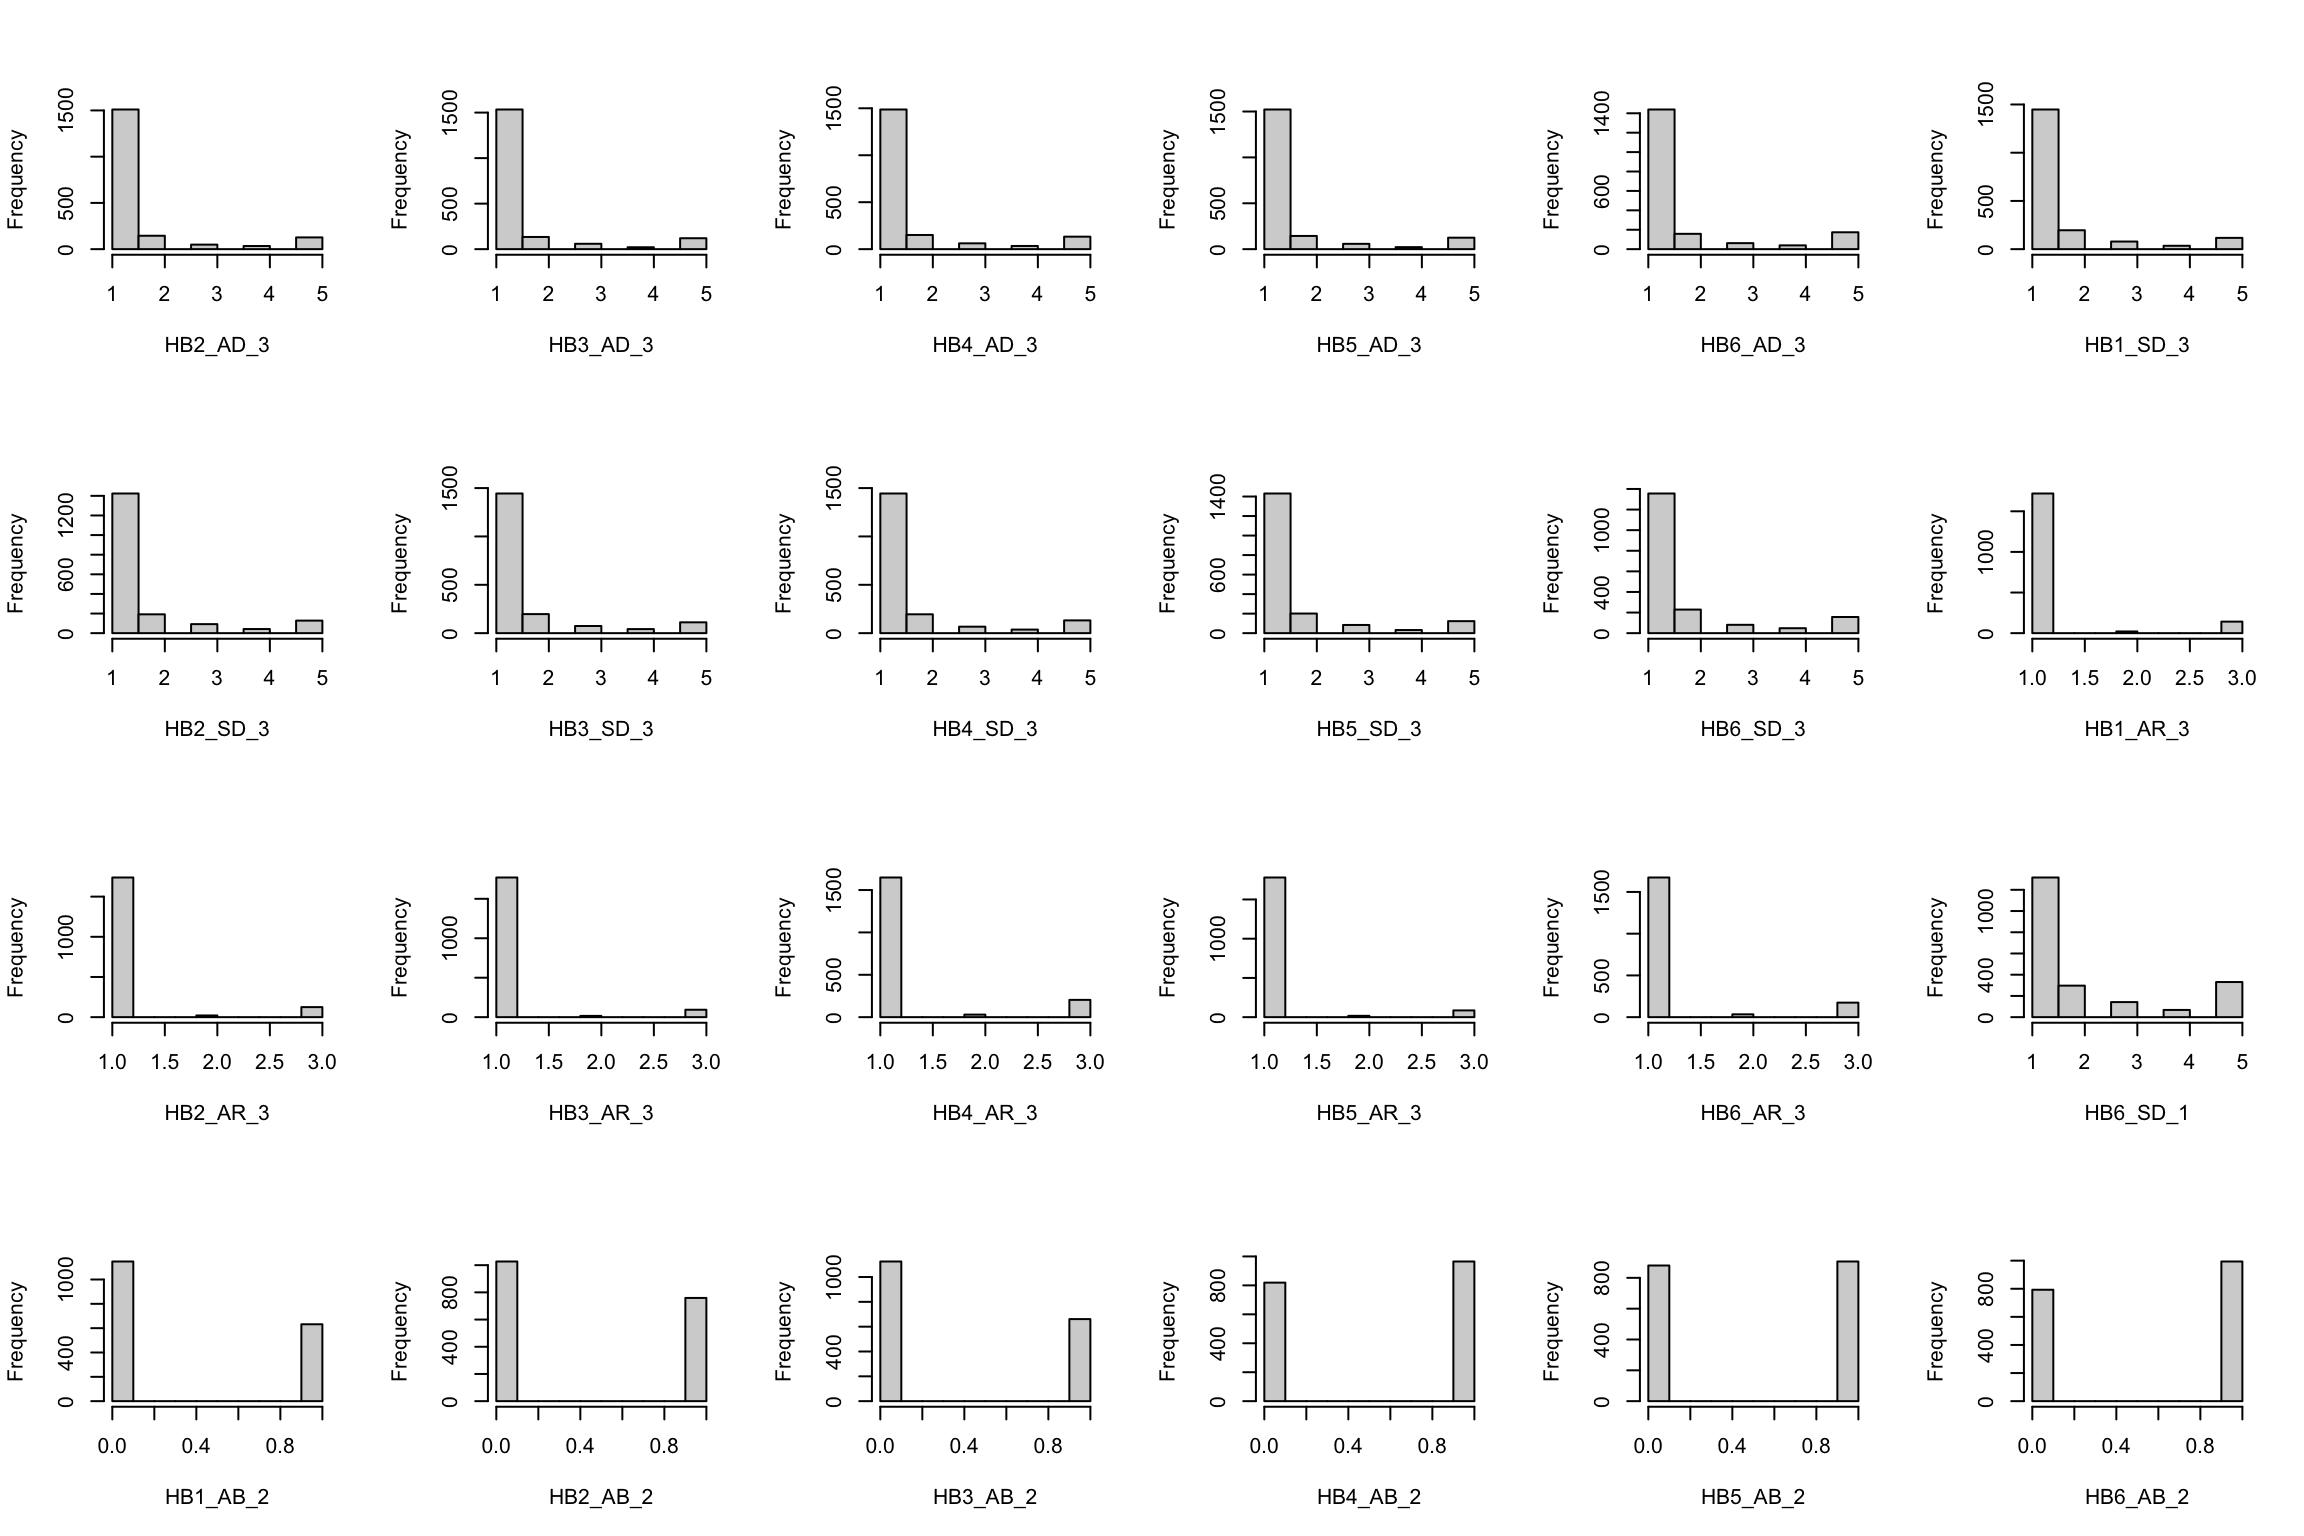 Frequency
0 500 1500
1 2 3 4 5
HB2_AD_3
Frequency
0 500 1500
1 2 3 4 5
HB3_AD_3
Frequency
0 500 1500
1 2 3 4 5
HB4_AD_3
Frequency
0 500 1500
1 2 3 4 5
HB5_AD_3
Frequency
0 600 1400
1 2 3 4 5
HB6_AD_3
Frequency
0 500 1500
1 2 3 4 5
HB1_SD_3
Frequency
0 600 1200
1 2 3 4 5
HB2_SD_3
Frequency
0 500 1500
1 2 3 4 5
HB3_SD_3
Frequency
0 500 1500
1 2 3 4 5
HB4_SD_3
Frequency
0 600 1400
1 2 3 4 5
HB5_SD_3
Frequency
0 400 1000
1 2 3 4 5
HB6_SD_3
Frequency
0 1000
1.0 1.5 2.0 2.5 3.0
HB1_AR_3
Frequency
0 1000
1.0 1.5 2.0 2.5 3.0
HB2_AR_3
Frequency
0 1000
1.0 1.5 2.0 2.5 3.0
HB3_AR_3
Frequency
0 500 1500
1.0 1.5 2.0 2.5 3.0
HB4_AR_3
Frequency
0 1000
1.0 1.5 2.0 2.5 3.0
HB5_AR_3
Frequency
0 500 1500
1.0 1.5 2.0 2.5 3.0
HB6_AR_3
Frequency
0 400 1000
1 2 3 4 5
HB6_SD_1
Frequency
0 400 1000
0.0 0.4 0.8
HB1_AB_2
Frequency
0 400 800
0.0 0.4 0.8
HB2_AB_2
Frequency
0 400 1000
0.0 0.4 0.8
HB3_AB_2
Frequency
0 400 800
0.0 0.4 0.8
HB4_AB_2
Frequency
0 400 800
0.0 0.4 0.8
HB5_AB_2
Frequency
0 400 800
0.0 0.4 0.8
HB6_AB_2